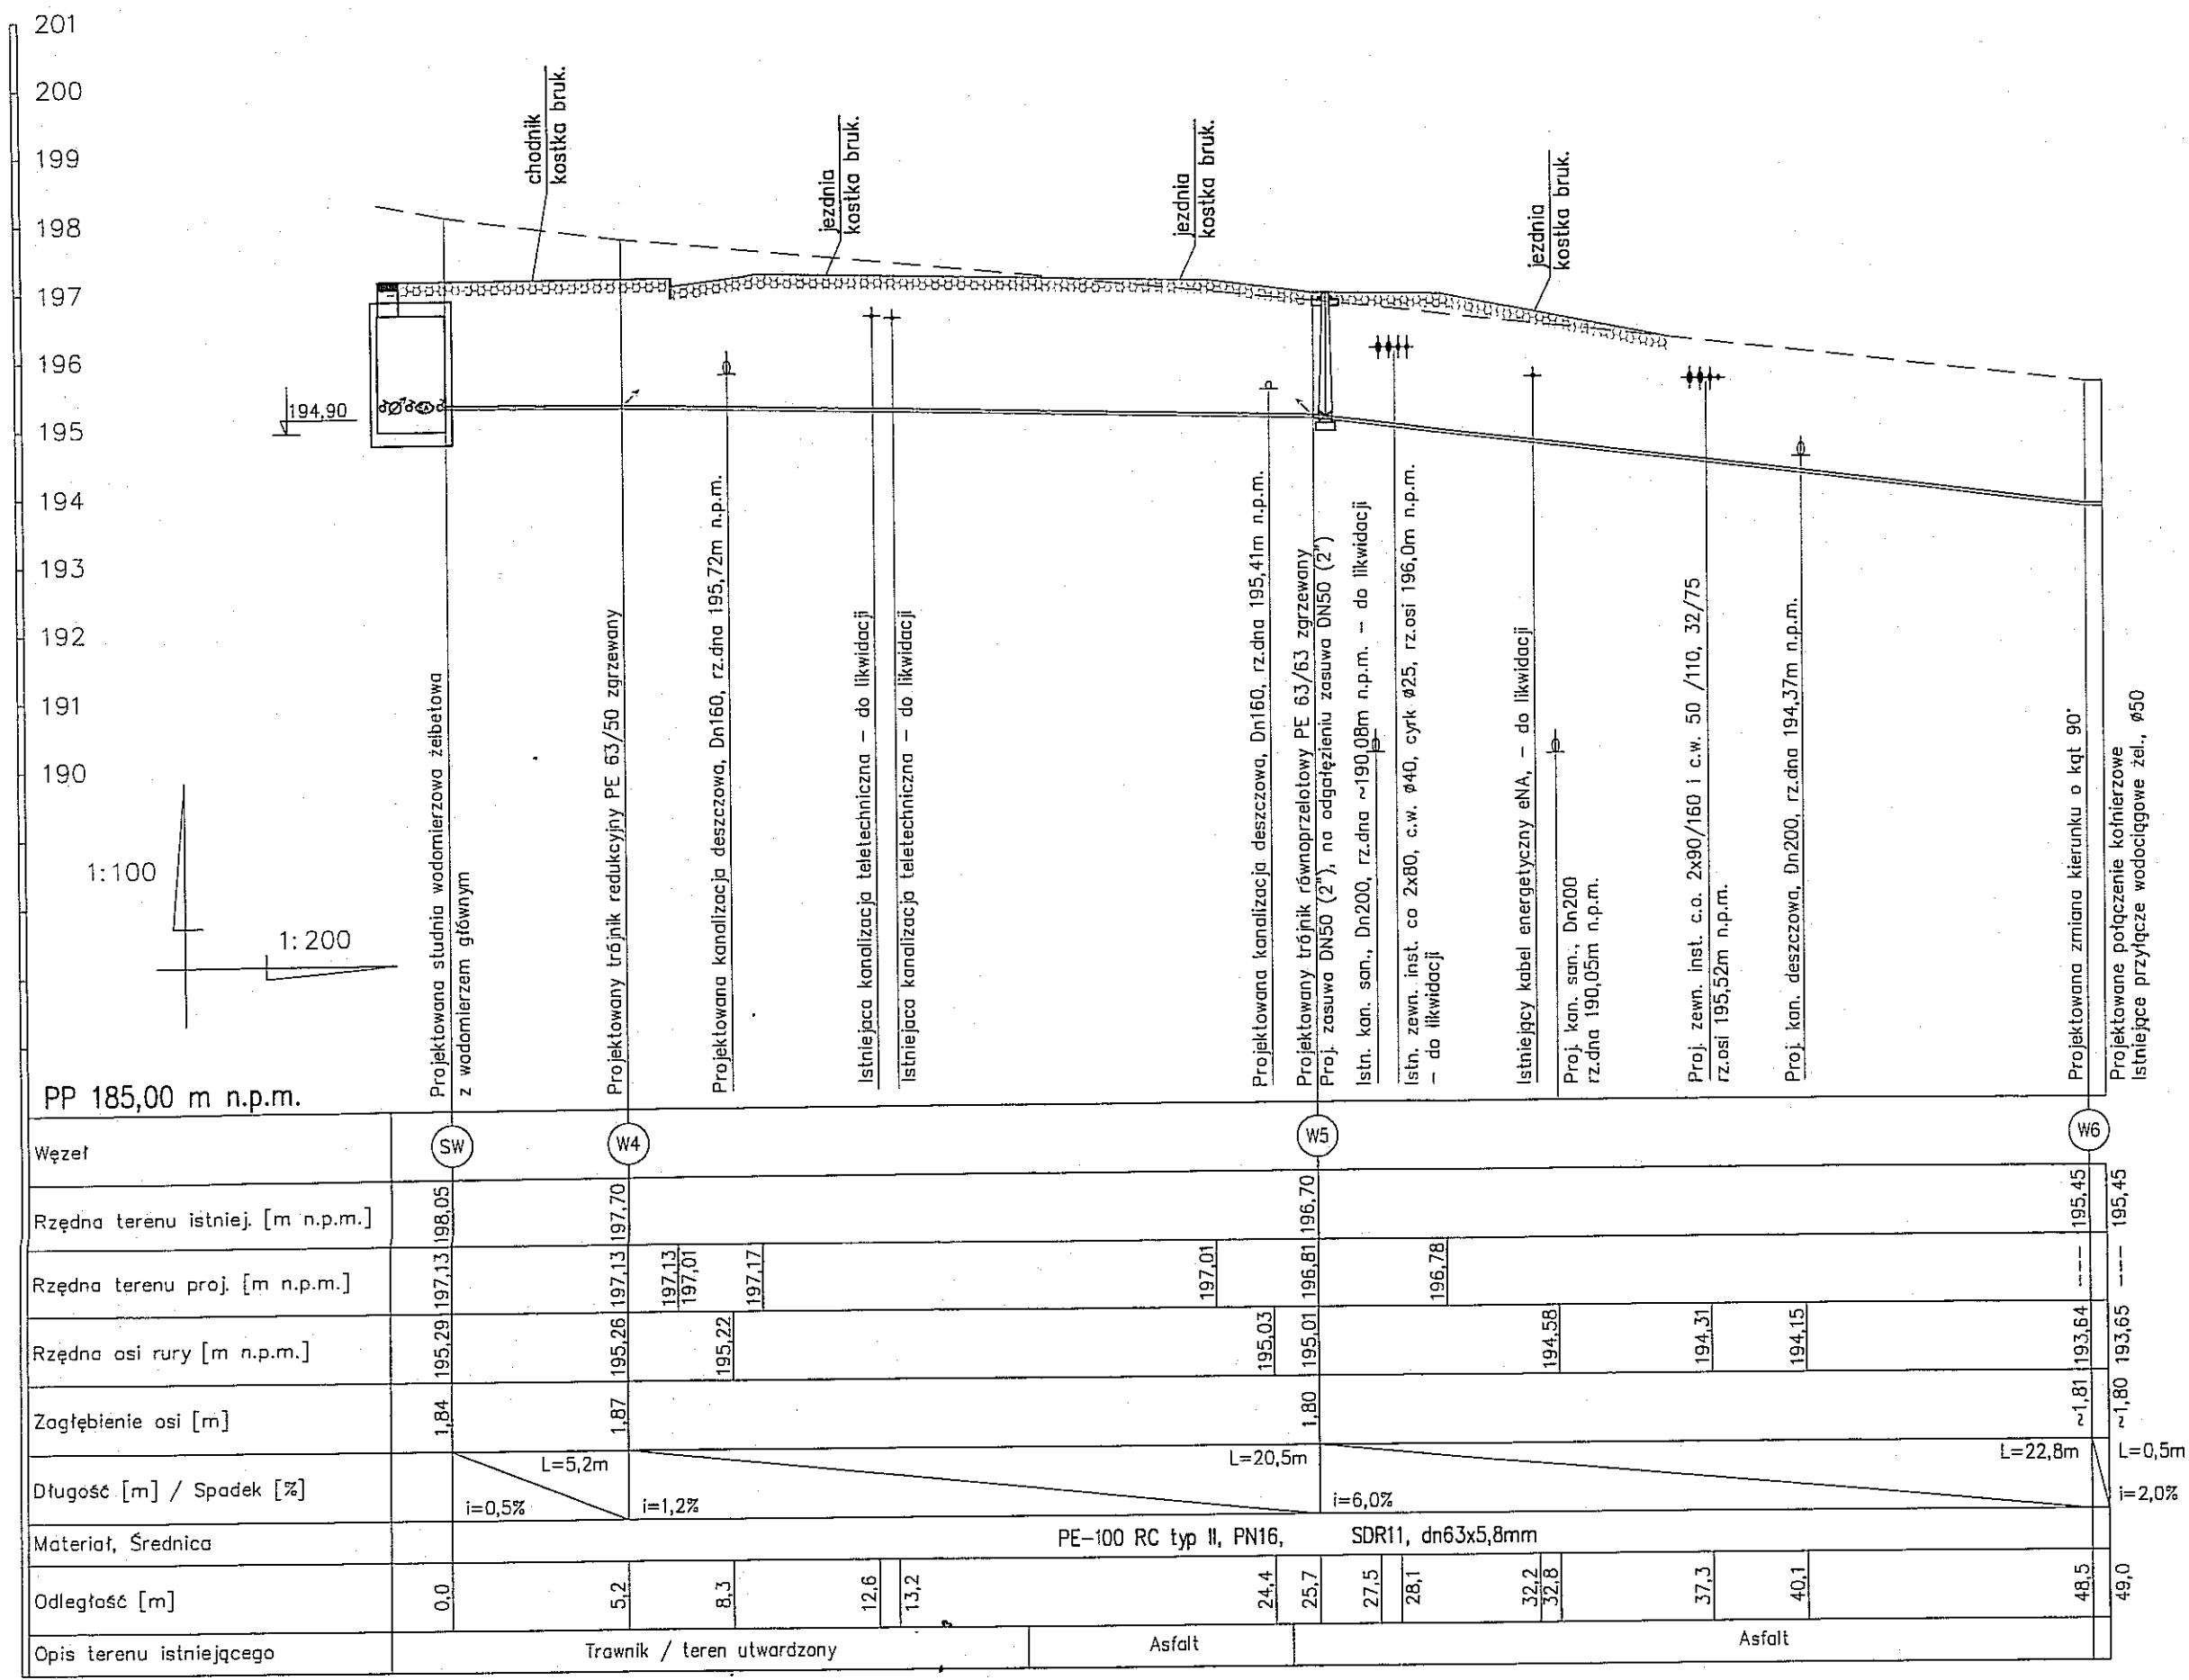 201
200
199
198
197
196
195
194
193
192
191
190
chodnik
kostka bruk.
jezdnia
kostka bruk.
jezdnia
kostka bruk.
jezdnia
kostka bruk.
194,90
1:100
1:200
PP 185,00 m n.p.m.
Projektowana studnia wodomierzowa żelbetowa
z wodomierzem głównym
Projektowany trójnik redukcyjny PE 63/50 zgrzewany
Projektowana kanalizacja deszczowa, Dn160, rz.dna 195,72m n.p.m.
Istniejaca kanalizacja teletechniczna – do likwidacji
Istniejaca kanalizacja teletechniczna – do likwidacji
Projektowana kanalizacja deszczowa, Dn160, rz.dna 195,41m n.p.m.
Projektowany trójnik równoprzelotowy PE 63/63 zgrzewany
Proj. zasuwa DN50 (2"), na odgałęzieniu zasuwa DN50 (2")
Istn. kan. san., Dn200, rz.dna ~190,08m n.p.m. – do likwidacji
Istn. zewn. inst. co 2x80, c.w. ø40, cyrk ø25, rz.osi 196,0m n.p.m.
– do likwidacji
Istniejący kabel energetyczny eNA, – do likwidacji
Proj. kan. san., Dn200
rz.dna 190,05m n.p.m.
Proj. zewn. inst. c.o. 2x90/160 i c.w. 50 /110, 32/75
rz.osi 195,52m n.p.m.
Proj. kan. deszczowa, Dn200, rz.dna 194,37m n.p.m.
Projektowana zmiana kierunku o kąt 90°
Projektowane połączenie kołnierzowe
Istniejące przyłącze wodociągowe żel., ø50
Węzeł
SW
W4
W5
W6
Rzędna terenu istniej. [m n.p.m.]
198,05
197,70
196,70
195,45
195,45
Rzędna terenu proj. [m n.p.m.]
197,13
197,13
197,13
197,01
197,17
197,01
196,81
196,78
----
----
Rzędna osi rury [m n.p.m.]
195,29
195,26
195,22
195,03
195,01
194,58
194,31
194,15
193,64
193,65
Zagłębienie osi [m]
1,84
1,87
1,80
~1,81
~1,80
Długość [m] / Spadek [%]
L=5,2m
i=0,5%
L=20,5m
i=1,2%
L=22,8m
i=6,0%
L=0,5m
i=2,0%
Materiał, Średnica
PE–100 RC typ II, PN16, SDR11, dn63x5,8mm
Odległość [m]
0,0
5,2
8,3
12,6
13,2
24,4
25,7
27,5
28,1
32,2
32,8
37,3
40,1
48,5
49,0
Opis terenu istniejącego
Trawnik / teren utwardzony
Asfalt
Asfalt